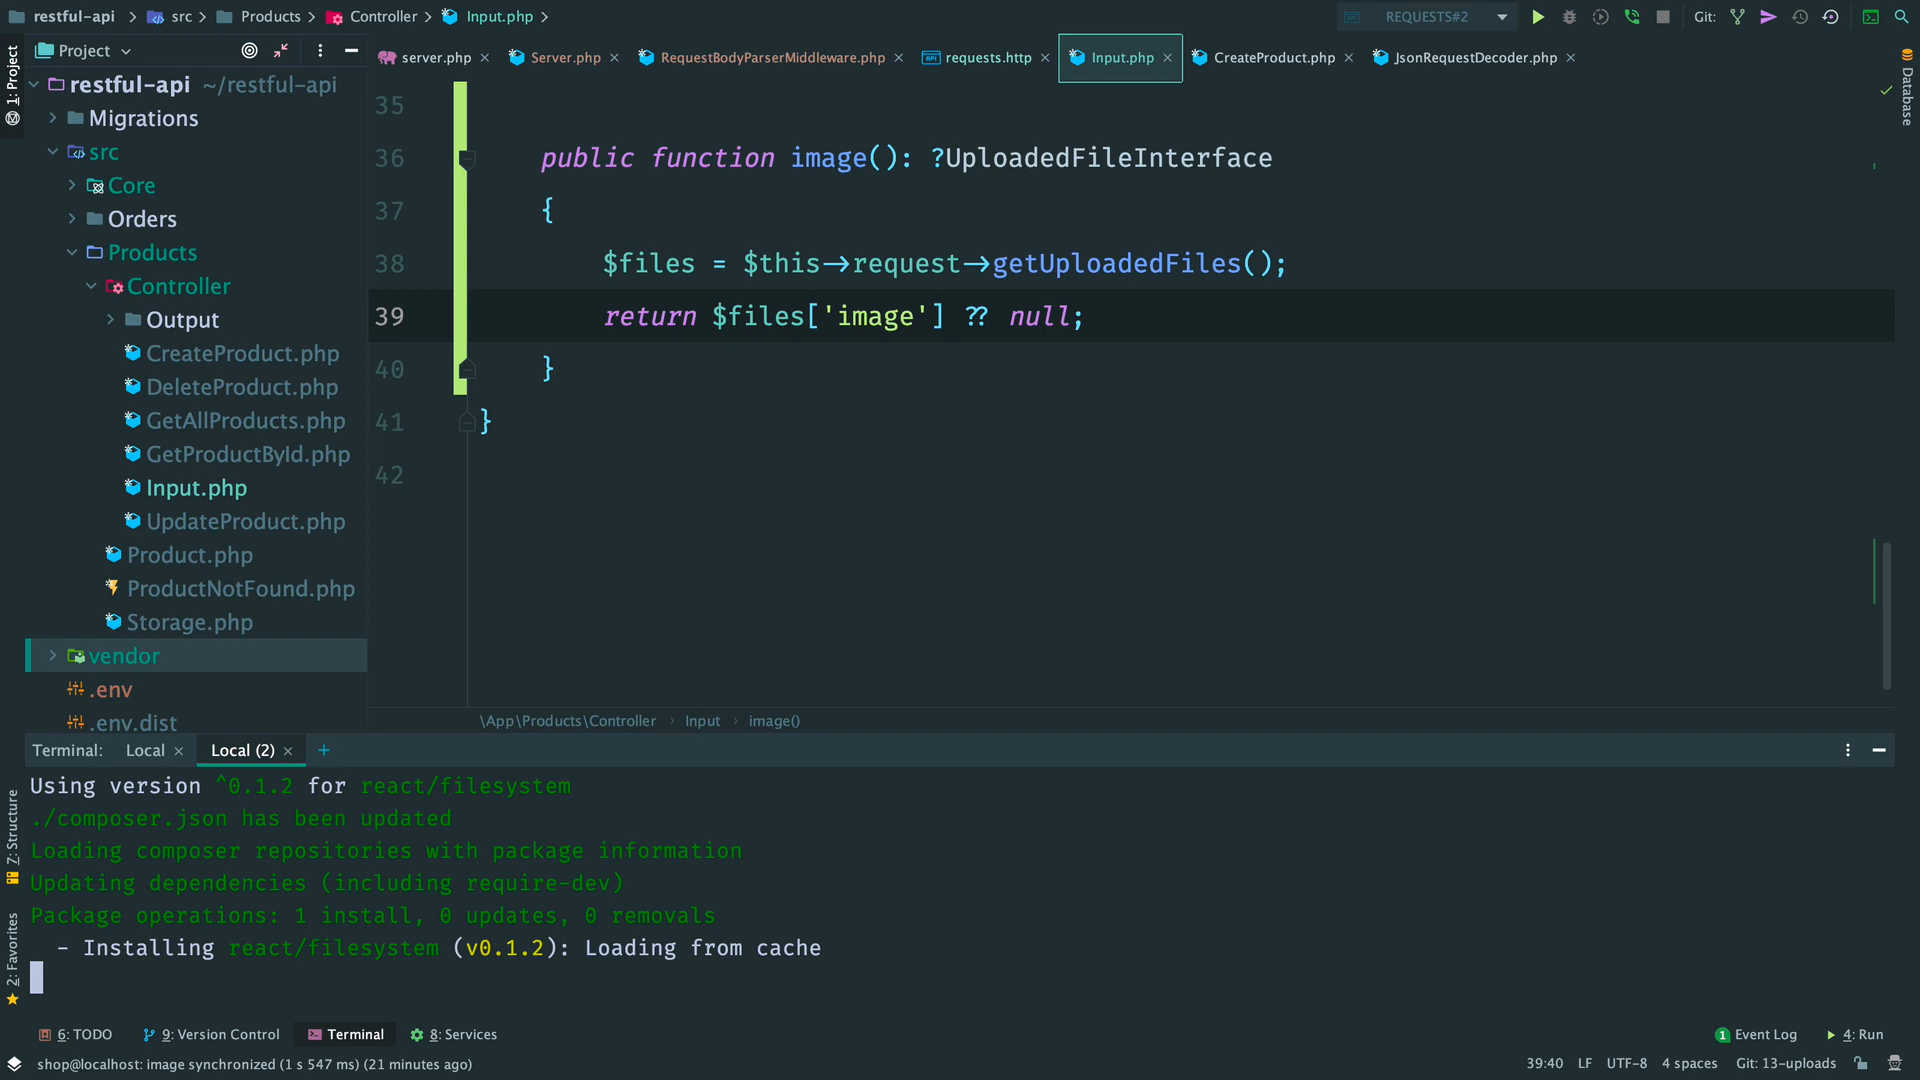 restful-api
src
Products
Controller
Input.php
REQUESTS#2
Git:
1: Project
Project
server.php
Server.php
RequestBodyParserMiddleware.php
requests.http
Input.php
CreateProduct.php
JsonRequestDecoder.php
Database
restful-api ~/restful-api
Migrations
src
Core
Orders
Products
Controller
Output
CreateProduct.php
DeleteProduct.php
GetAllProducts.php
GetProductById.php
Input.php
UpdateProduct.php
Product.php
ProductNotFound.php
Storage.php
vendor
.env
.env.dist
35
36 public function image(): ?UploadedFileInterface
37 {
38 $files = $this->request->getUploadedFiles();
39 return $files['image'] ?? null;
40 }
41 }
42
\App\Products\Controller
Input
image()
Terminal:
Local
Local (2)
Using version ^0.1.2 for react/filesystem
./composer.json has been updated
Loading composer repositories with package information
Updating dependencies (including require-dev)
Package operations: 1 install, 0 updates, 0 removals
- Installing react/filesystem (v0.1.2): Loading from cache
Z: Structure
2: Favorites
6: TODO
9: Version Control
Terminal
8: Services
1 Event Log
4: Run
shop@localhost: image synchronized (1 s 547 ms) (21 minutes ago)
39:40
LF
UTF-8
4 spaces
Git: 13-uploads